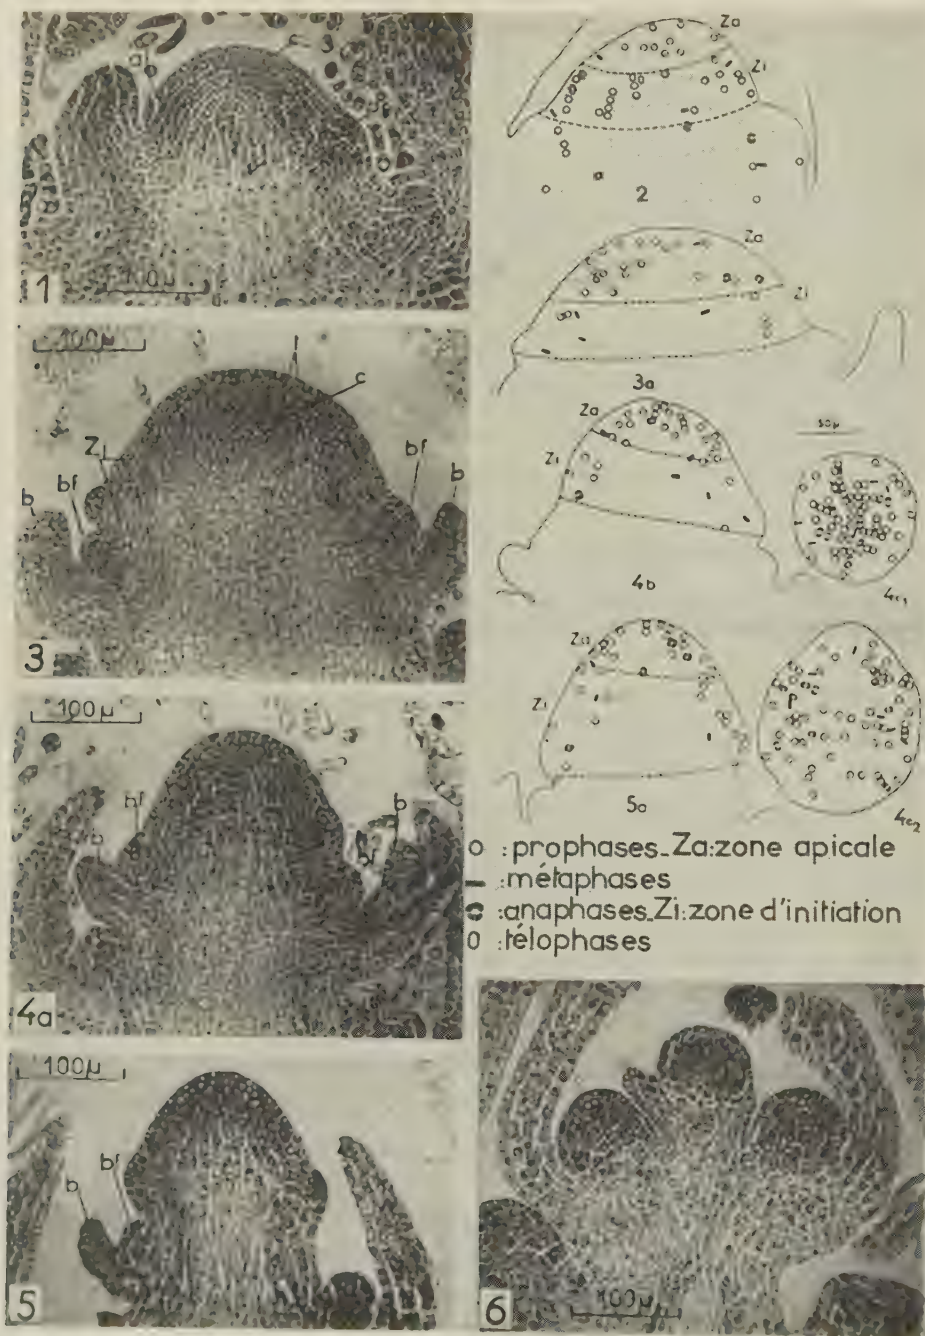 c
1
100µ
Za
Zi
2
100µ
c
Zi
bf
b
bf
b
3
Za
Zi
3a
Za
Zi
4b
50µ
4c1
100µ
bf
b
b
bf
4a
Za
Zi
5a
P
4c2
o : prophases_Za:zone apicale
:métaphases
:anaphases_Zi:zone d'initiation
o :télophases
100µ
bf
b
5
6
100µ